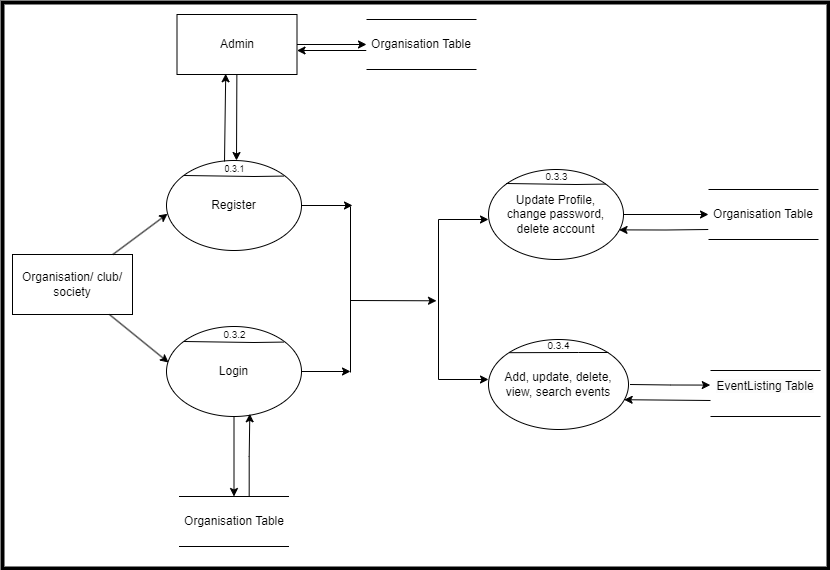 Admin
Organisation Table
0.3.1
Register
0.3.3
Update Profile,
change password,
delete account
Organisation Table
Organisation/ club/
society
0.3.2
Login
0.3.4
Add, update, delete,
view, search events
EventListing Table
Organisation Table